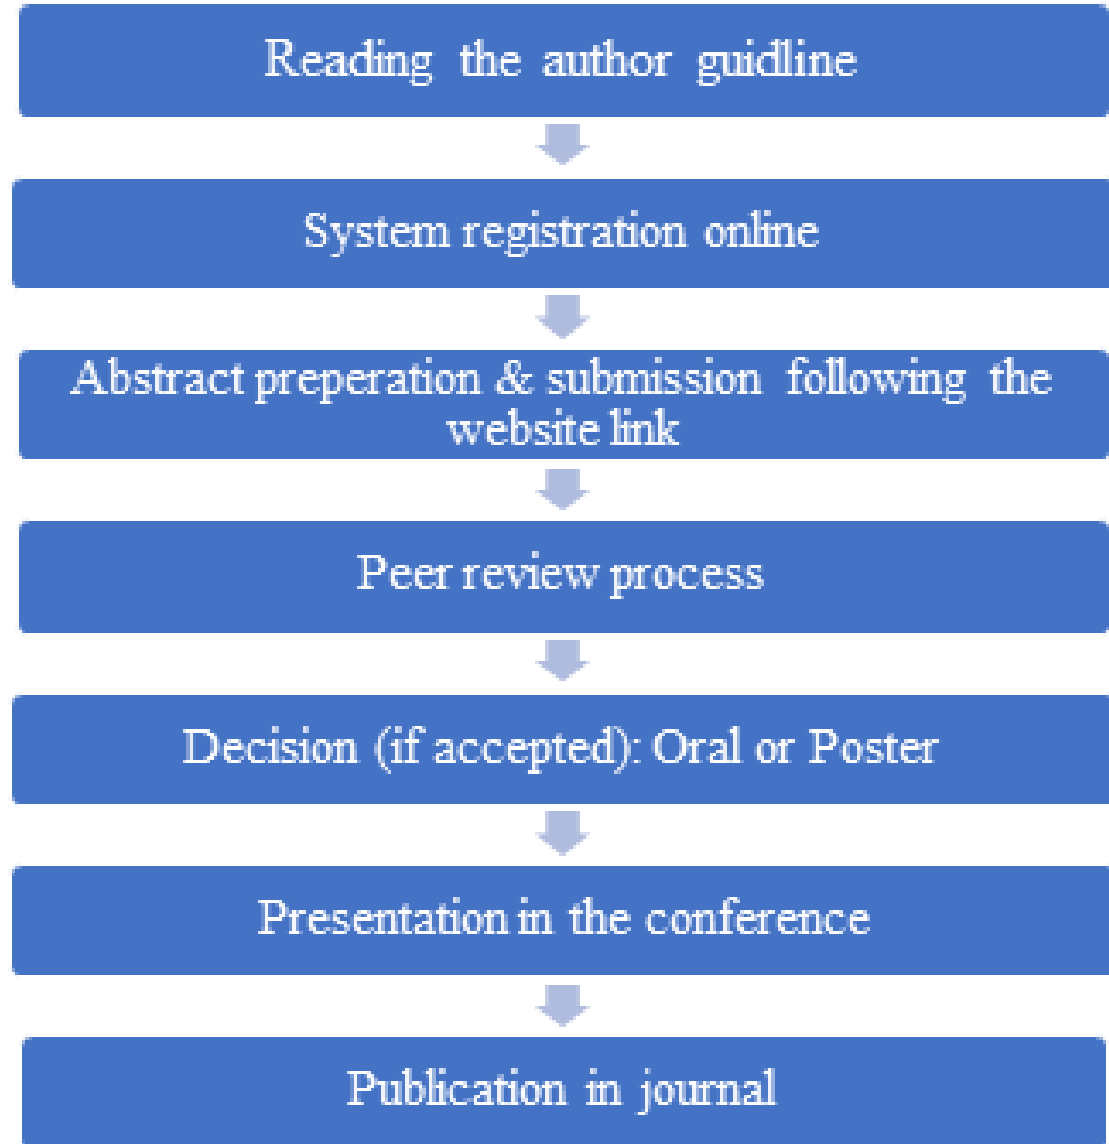 Reading the author guidline
System registration online
Abstract preperation & submission following the
website link
Peer review process
Decision (if accepted): Oral or Poster
Presentation in the conference
Publication in journal